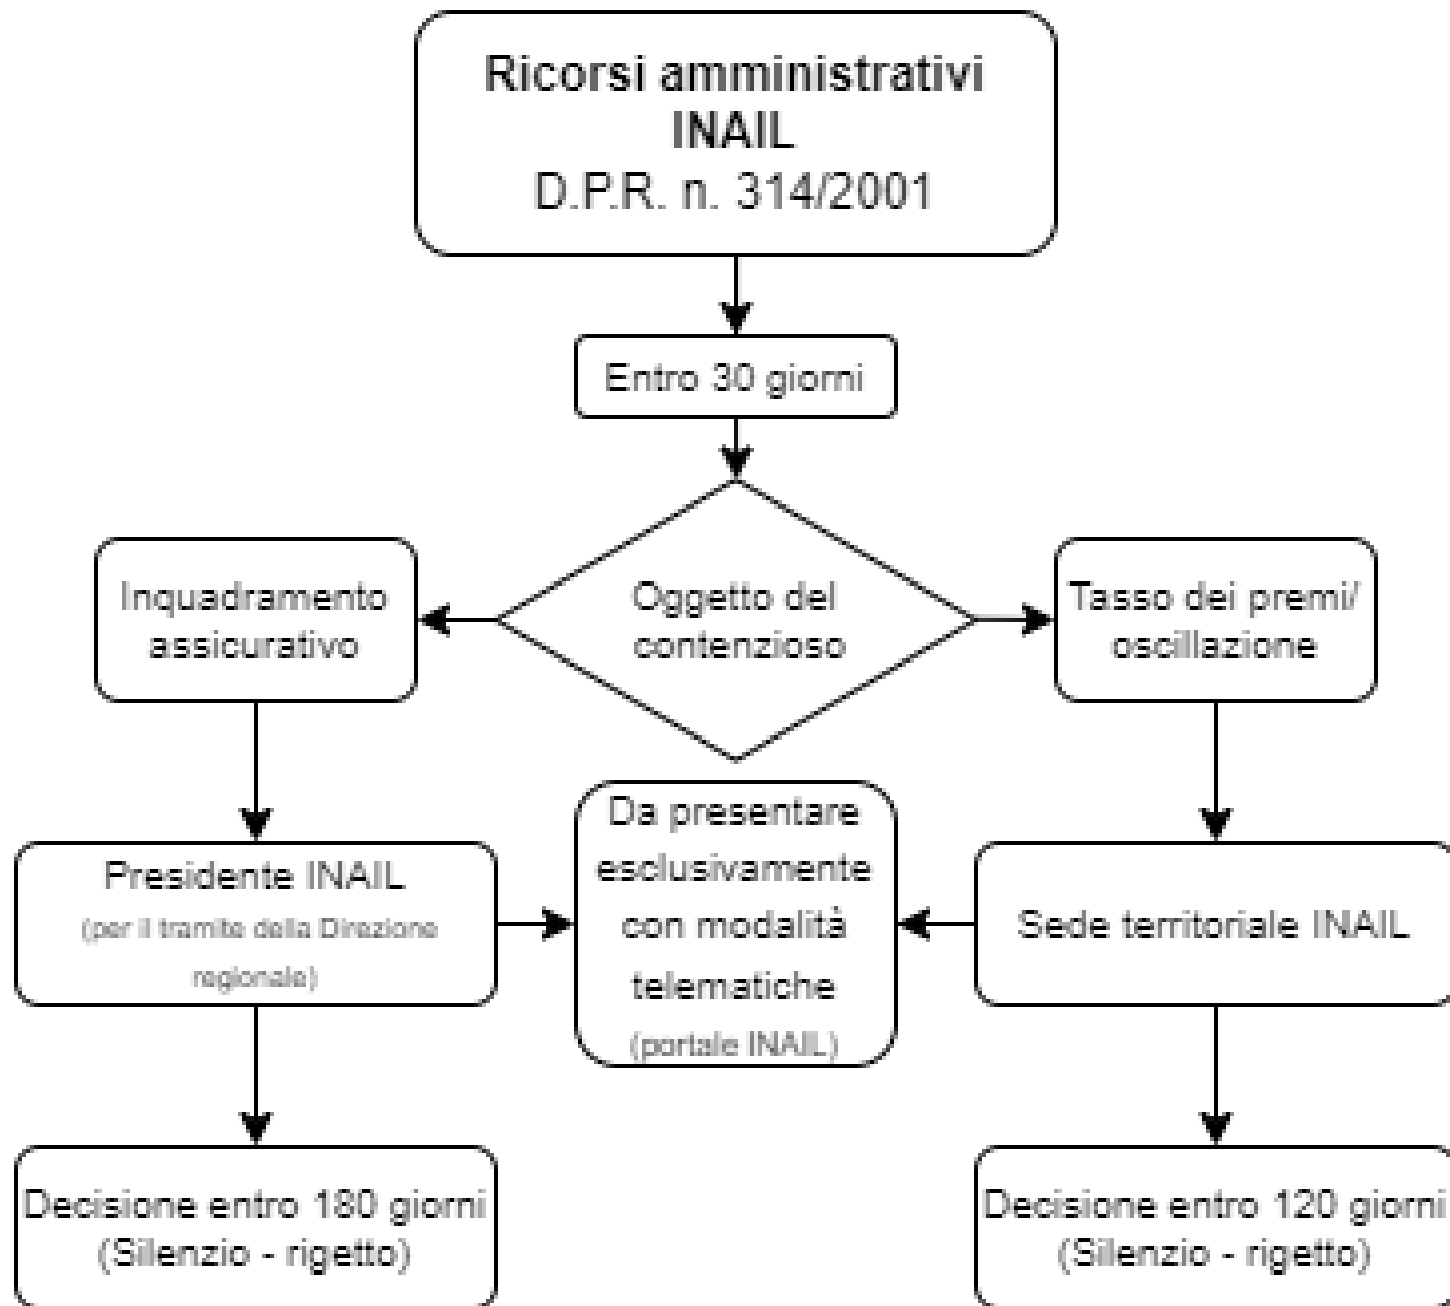 Ricorsi amministrativi
INAIL
D.P.R. n. 314/2001
Entro 30 giorni
Oggetto del
contenzioso
Inquadramento
assicurativo
Tasso dei premi/
oscillazione
Presidente INAIL
(per il tramite della Direzione
regionale)
Da presentare
esclusivamente
con modalità
telematiche
(portale INAIL)
Sede territoriale INAIL
Decisione entro 180 giorni
(Silenzio - rigetto)
Decisione entro 120 giorni
(Silenzio - rigetto)